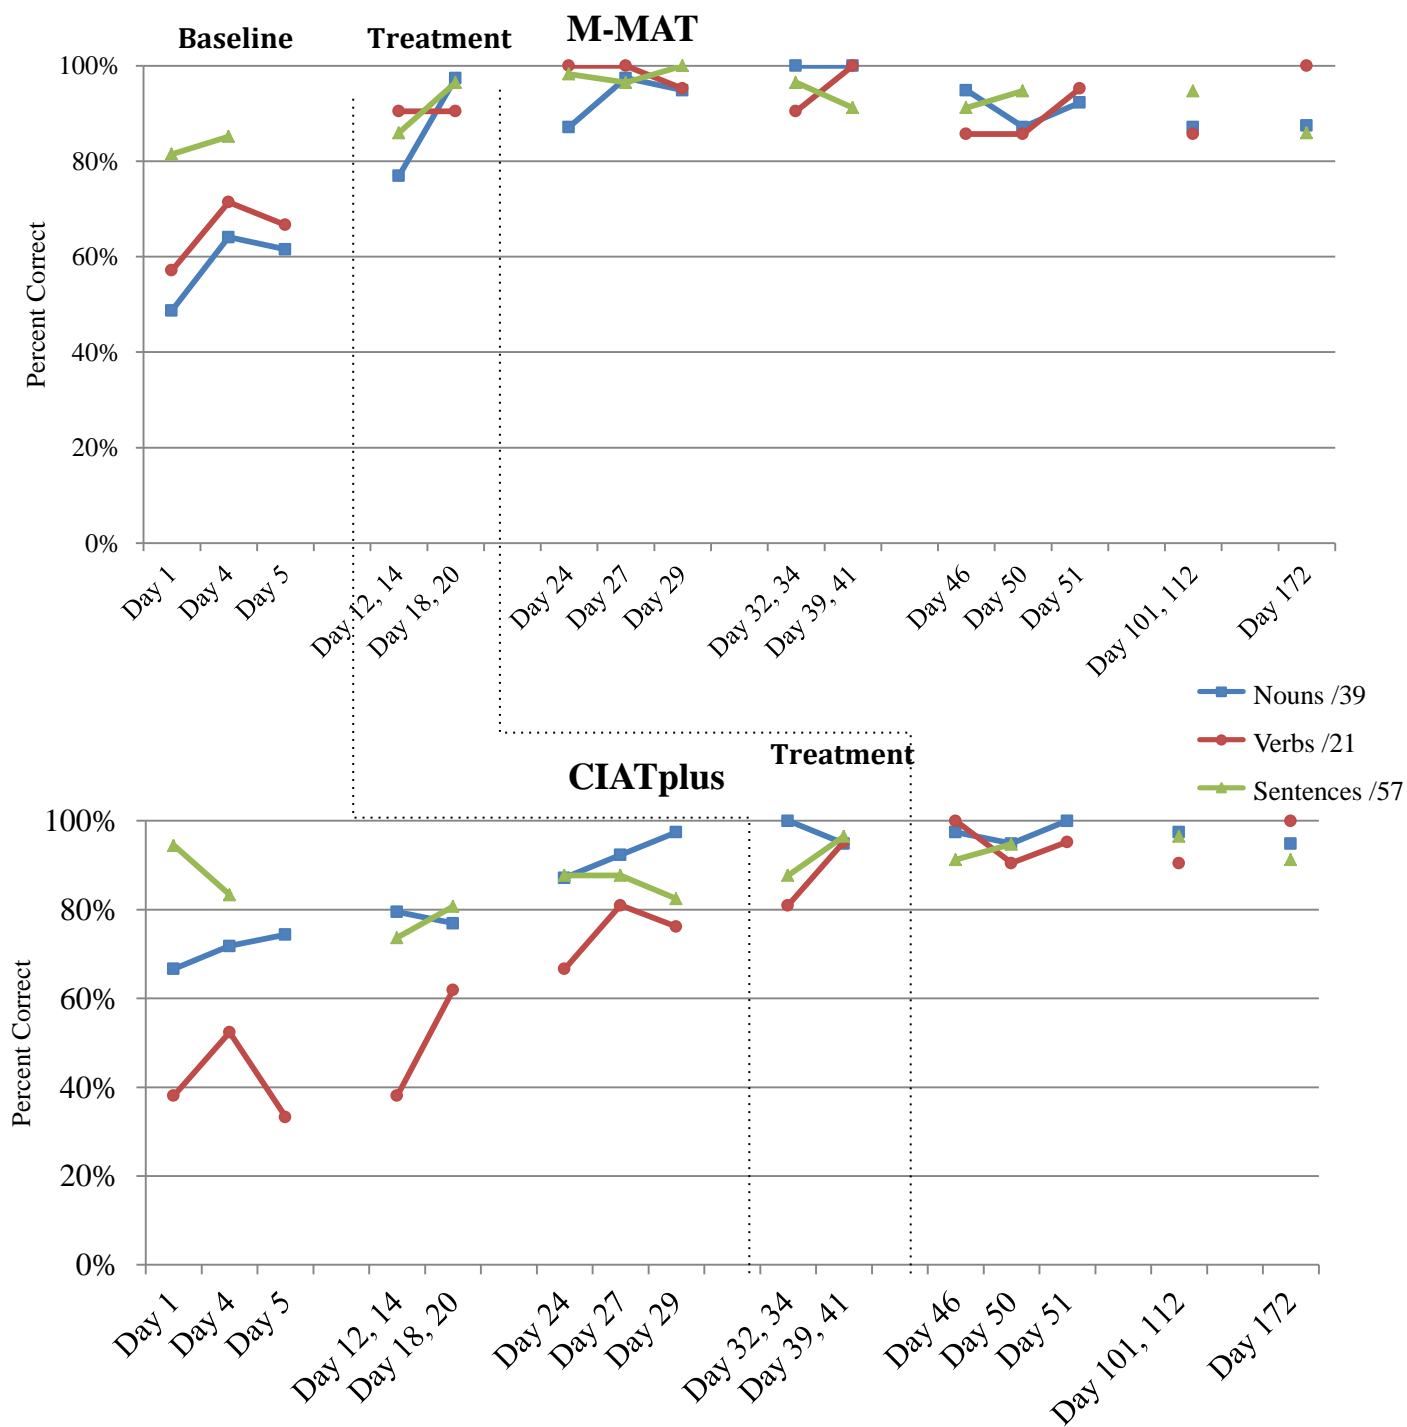 M-MAT
Baseline
Treatment
Percent Correct
100%
80%
60%
40%
20%
0%
Day 1
Day 4
Day 5
Day 12, 14
Day 18, 20
Day 24
Day 27
Day 29
Day 32, 34
Day 39, 41
Day 46
Day 50
Day 51
Day 101, 112
Day 172
Nouns /39
Verbs /21
Sentences /57
Treatment
CIATplus
Percent Correct
100%
80%
60%
40%
20%
0%
Day 1
Day 4
Day 5
Day 12, 14
Day 18, 20
Day 24
Day 27
Day 29
Day 32, 34
Day 39, 41
Day 46
Day 50
Day 51
Day 101, 112
Day 172